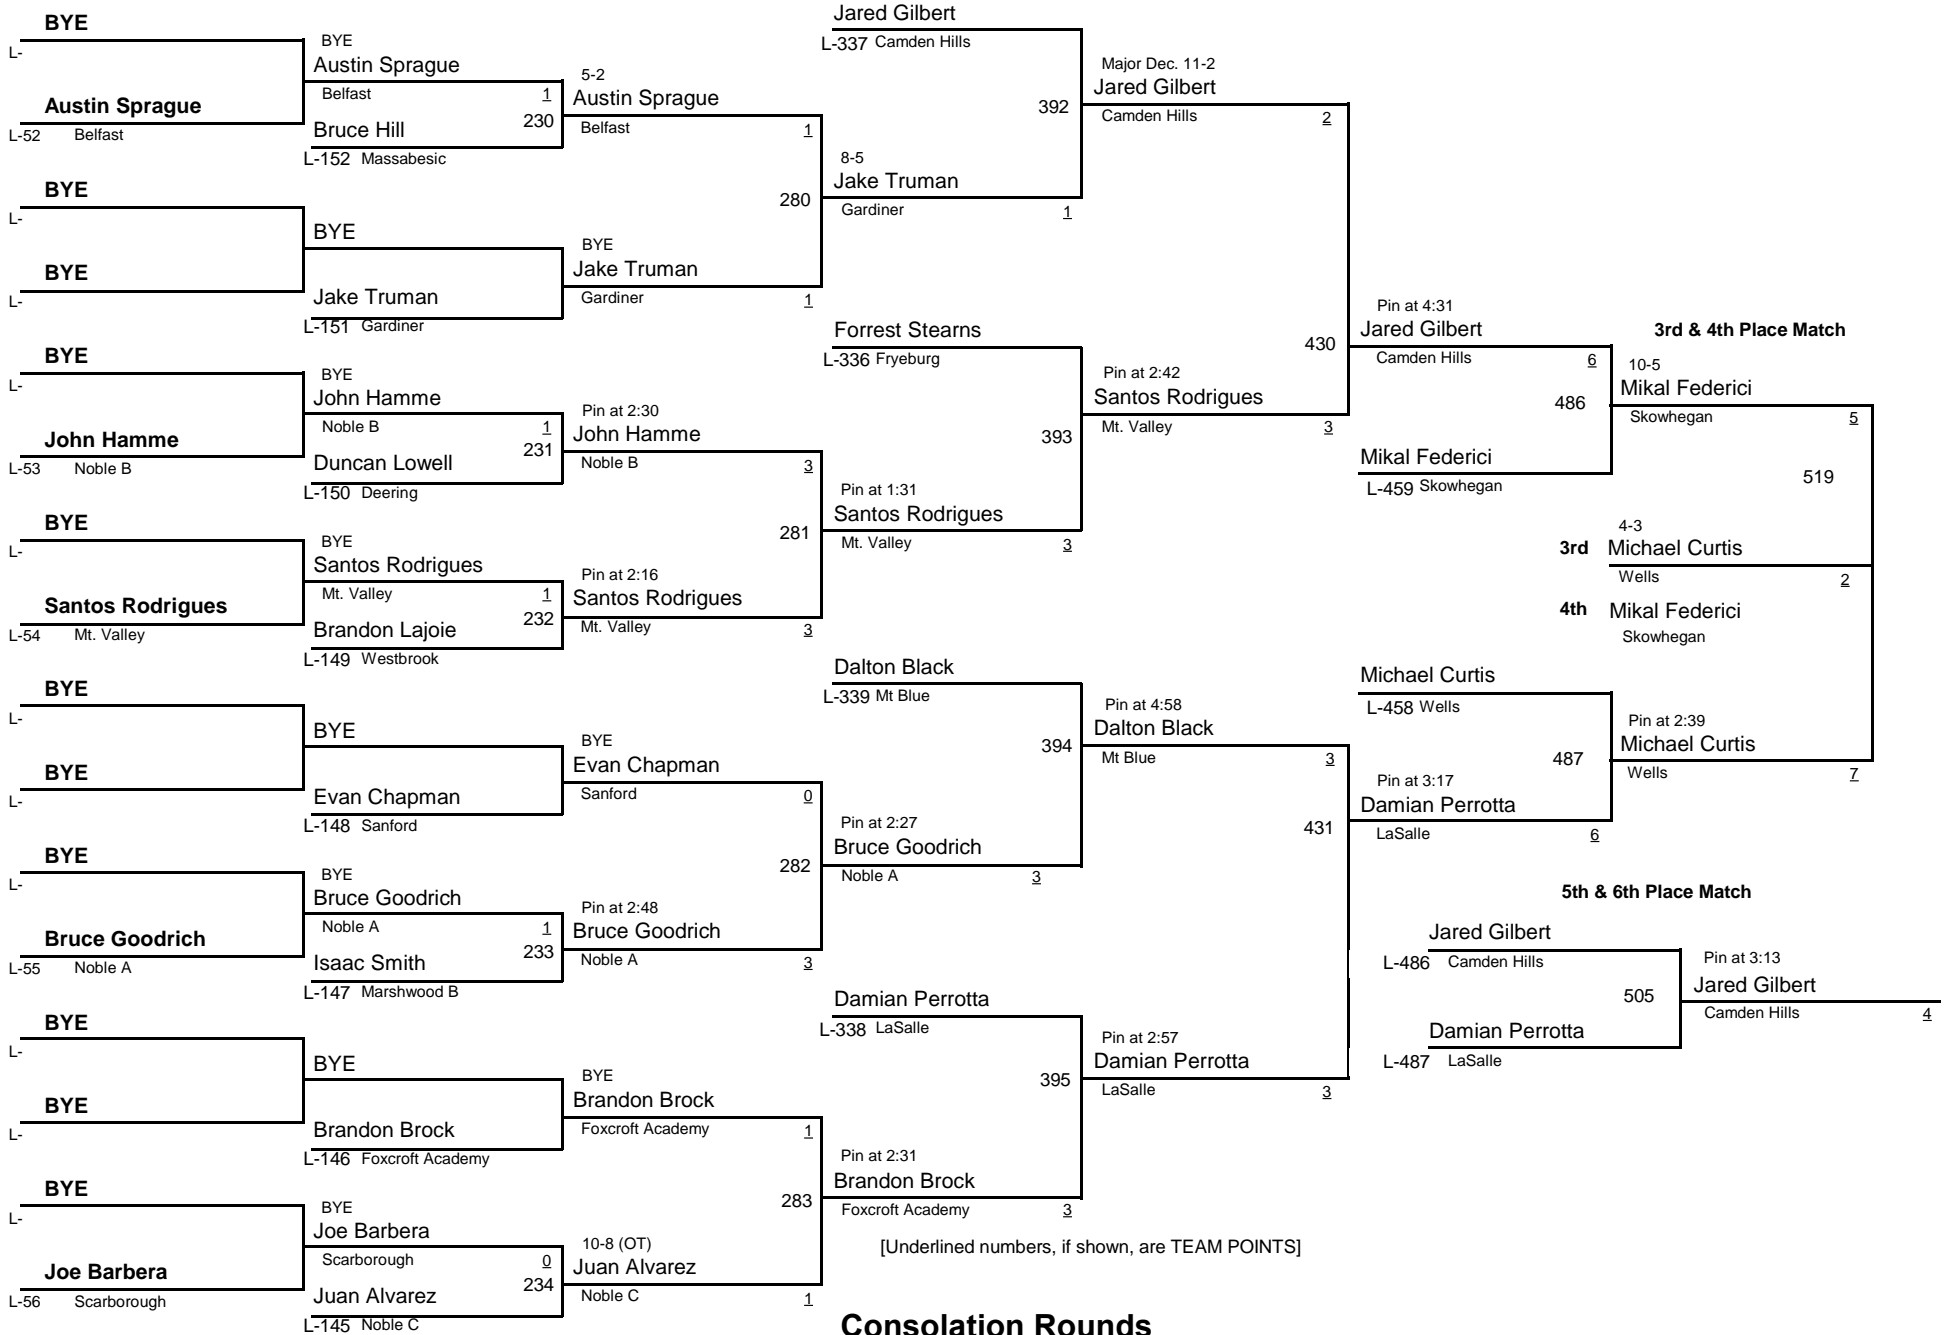 BYE
L-
Austin Sprague
L-52 Belfast
BYE
L-
BYE
L-
BYE
L-
John Hamme
L-53 Noble B
BYE
L-
Santos Rodrigues
L-54 Mt. Valley
BYE
L-
BYE
L-
BYE
L-
Bruce Goodrich
L-55 Noble A
BYE
L-
BYE
L-
BYE
L-
Joe Barbera
L-56 Scarborough
BYE
Austin Sprague
Belfast 1
230
Bruce Hill
L-152 Massabesic
BYE
Jake Truman
L-151 Gardiner
BYE
John Hamme
Noble B 1
231
Duncan Lowell
L-150 Deering
BYE
Santos Rodrigues
Mt. Valley 1
232
Brandon Lajoie
L-149 Westbrook
BYE
Evan Chapman
L-148 Sanford
BYE
Bruce Goodrich
Noble A 1
233
Isaac Smith
L-147 Marshwood B
BYE
Brandon Brock
L-146 Foxcroft Academy
BYE
Joe Barbera
Scarborough 0
234
Juan Alvarez
L-145 Noble C
5-2
Austin Sprague
Belfast 1
280
BYE
Jake Truman
Gardiner 1
Pin at 2:30
John Hamme
Noble B 3
281
Pin at 2:16
Santos Rodrigues
Mt. Valley 3
BYE
Evan Chapman
Sanford 0
282
Pin at 2:48
Bruce Goodrich
Noble A 3
BYE
Brandon Brock
Foxcroft Academy 1
283
10-8 (OT)
Juan Alvarez
Noble C 1
Jared Gilbert
L-337 Camden Hills
392
8-5
Jake Truman
Gardiner 1
Forrest Stearns
L-336 Fryeburg
393
Pin at 1:31
Santos Rodrigues
Mt. Valley 3
Dalton Black
L-339 Mt Blue
394
Pin at 2:27
Bruce Goodrich
Noble A 3
Damian Perrotta
L-338 LaSalle
395
Pin at 2:31
Brandon Brock
Foxcroft Academy 3
Major Dec. 11-2
Jared Gilbert
Camden Hills 2
430
Pin at 2:42
Santos Rodrigues
Mt. Valley 3
Pin at 4:58
Dalton Black
Mt Blue 3
431
Pin at 2:57
Damian Perrotta
LaSalle 3
Pin at 4:31
Jared Gilbert
Camden Hills 6
486
Mikal Federici
L-459 Skowhegan
Michael Curtis
L-458 Wells
487
Pin at 3:17
Damian Perrotta
LaSalle 6
3rd & 4th Place Match
10-5
Mikal Federici
Skowhegan 5
519
4-3
3rd Michael Curtis
Wells 2
4th Mikal Federici
Skowhegan
Pin at 2:39
Michael Curtis
Wells 7
5th & 6th Place Match
Jared Gilbert
L-486 Camden Hills
505
Damian Perrotta
L-487 LaSalle
Pin at 3:13
Jared Gilbert
Camden Hills 4
[Underlined numbers, if shown, are TEAM POINTS]
Consolation Rounds